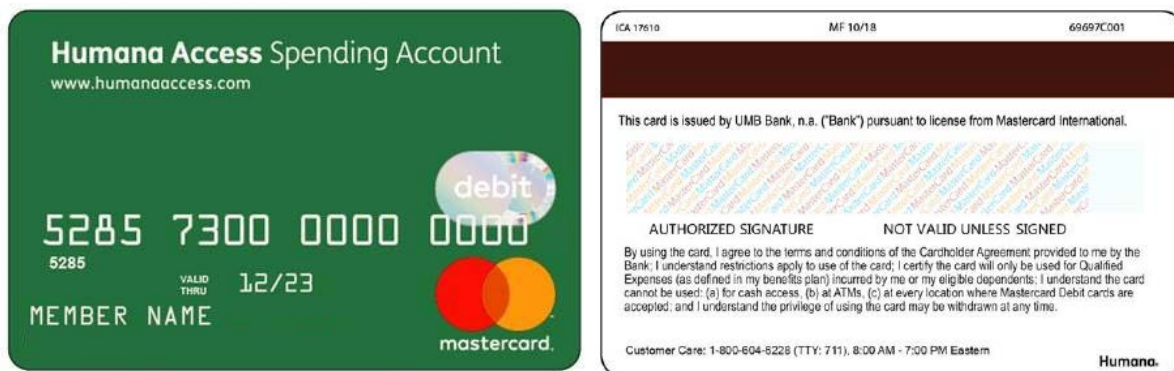 Humana Access Spending Account
www.humanaaccess.com
debit
5285 7300 0000 0000
5285
VALID
THRU
12/23
MEMBER NAME
mastercard.
ICA 17610
MF 10/18
69697C001
This card is issued by UMB Bank, n.a. ("Bank") pursuant to license from Mastercard International.
AUTHORIZED SIGNATURE
NOT VALID UNLESS SIGNED
By using the card, I agree to the terms and conditions of the Cardholder Agreement provided to me by the
Bank; I understand restrictions apply to use of the card; I certify the card will only be used for Qualified
Expenses (as defined in my benefits plan) incurred by me or my eligible dependents; I understand the card
cannot be used: (a) for cash access, (b) at ATMs, (c) at every location where Mastercard Debit cards are
accepted; and I understand the privilege of using the card may be withdrawn at any time.
Customer Care: 1-800-604-6228 (TTY: 711), 8:00 AM - 7:00 PM Eastern
Humana.